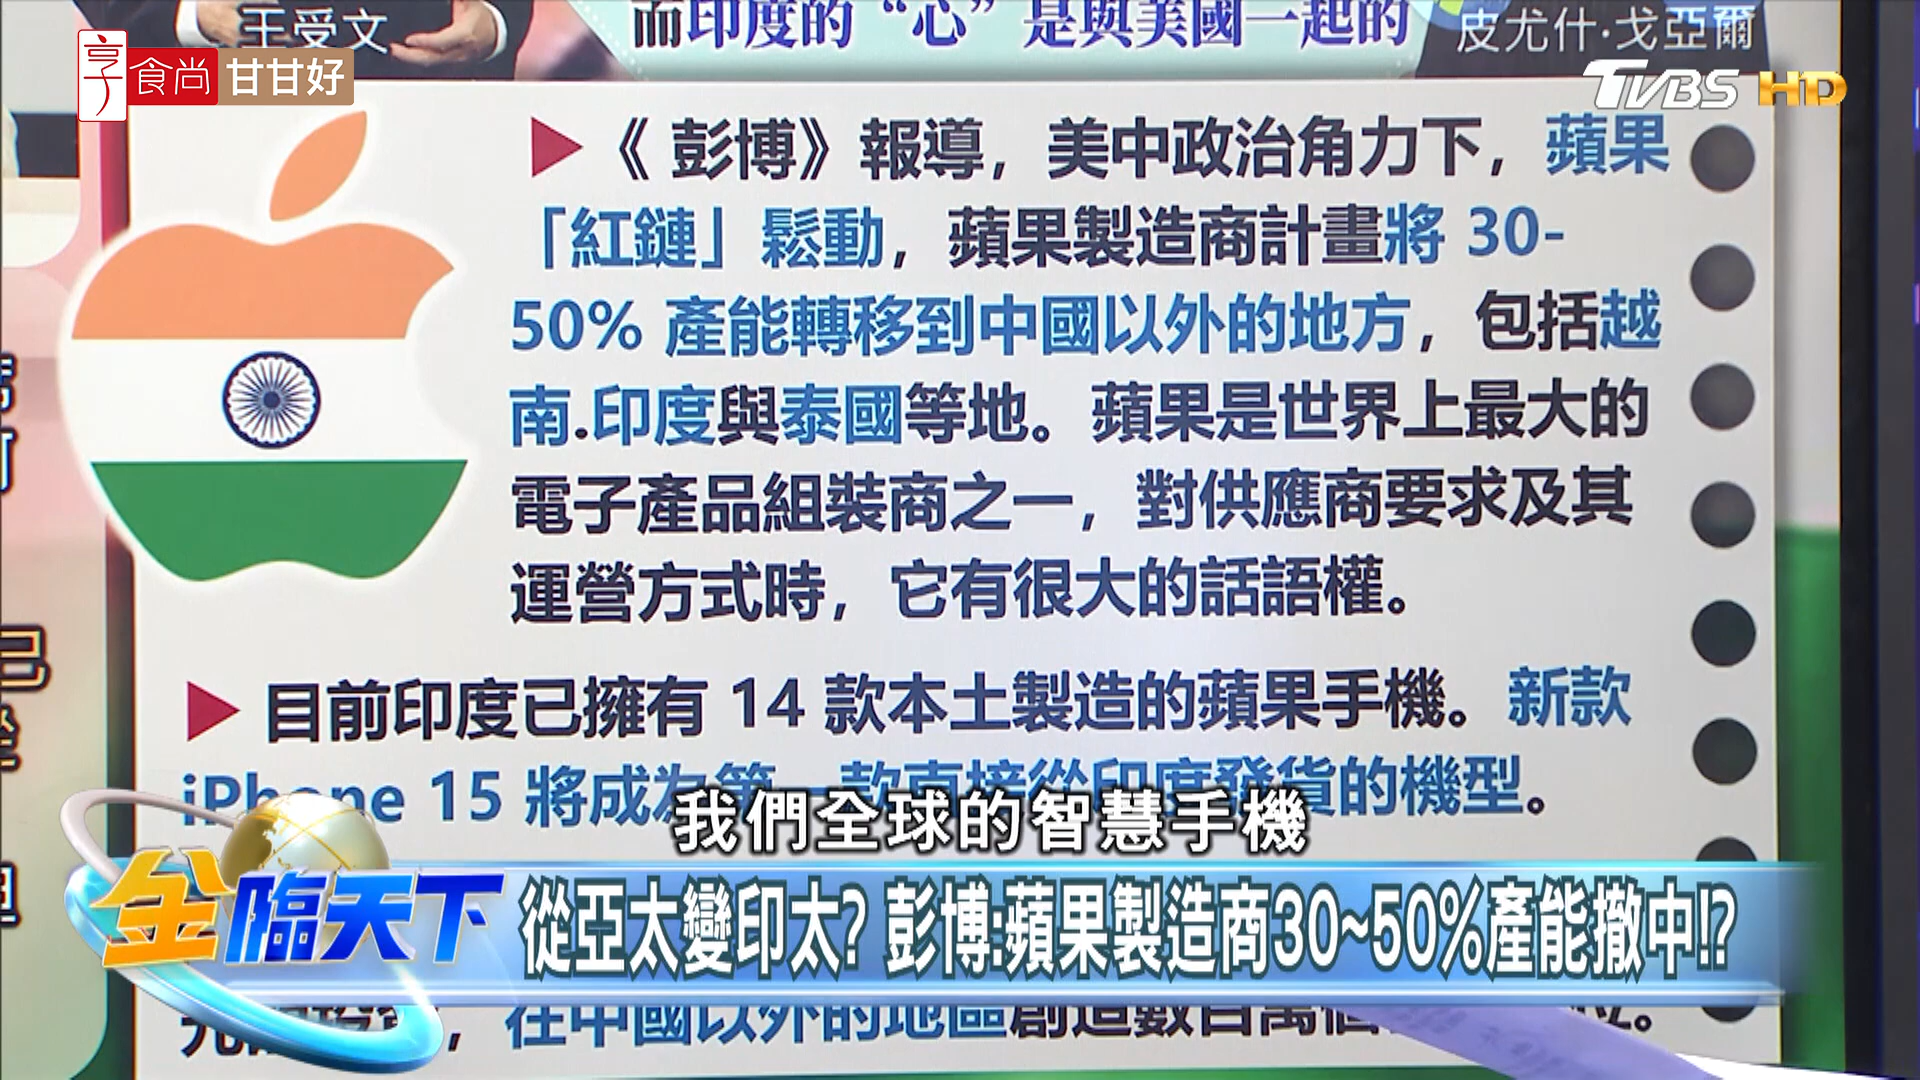 王受文
而印度的“心”是與美國一起的
皮尤什·戈亞爾
享食尚 甘甘好
TVBS HD
▶《彭博》報導，美中政治角力下，蘋果
「紅鏈」鬆動，蘋果製造商計畫將 30-
50% 產能轉移到中國以外的地方，包括越
南.印度與泰國等地。蘋果是世界上最大的
電子產品組裝商之一，對供應商要求及其
運營方式時，它有很大的話語權。
▶目前印度已擁有 14 款本土製造的蘋果手機。新款
iPhone 15 將成為第一款直接從印度發貨的機型。
我們全球的智慧手機
金臨天下
從亞太變印太? 彭博:蘋果製造商30~50%產能撤中!?
在中國以外的地區創造數百萬個